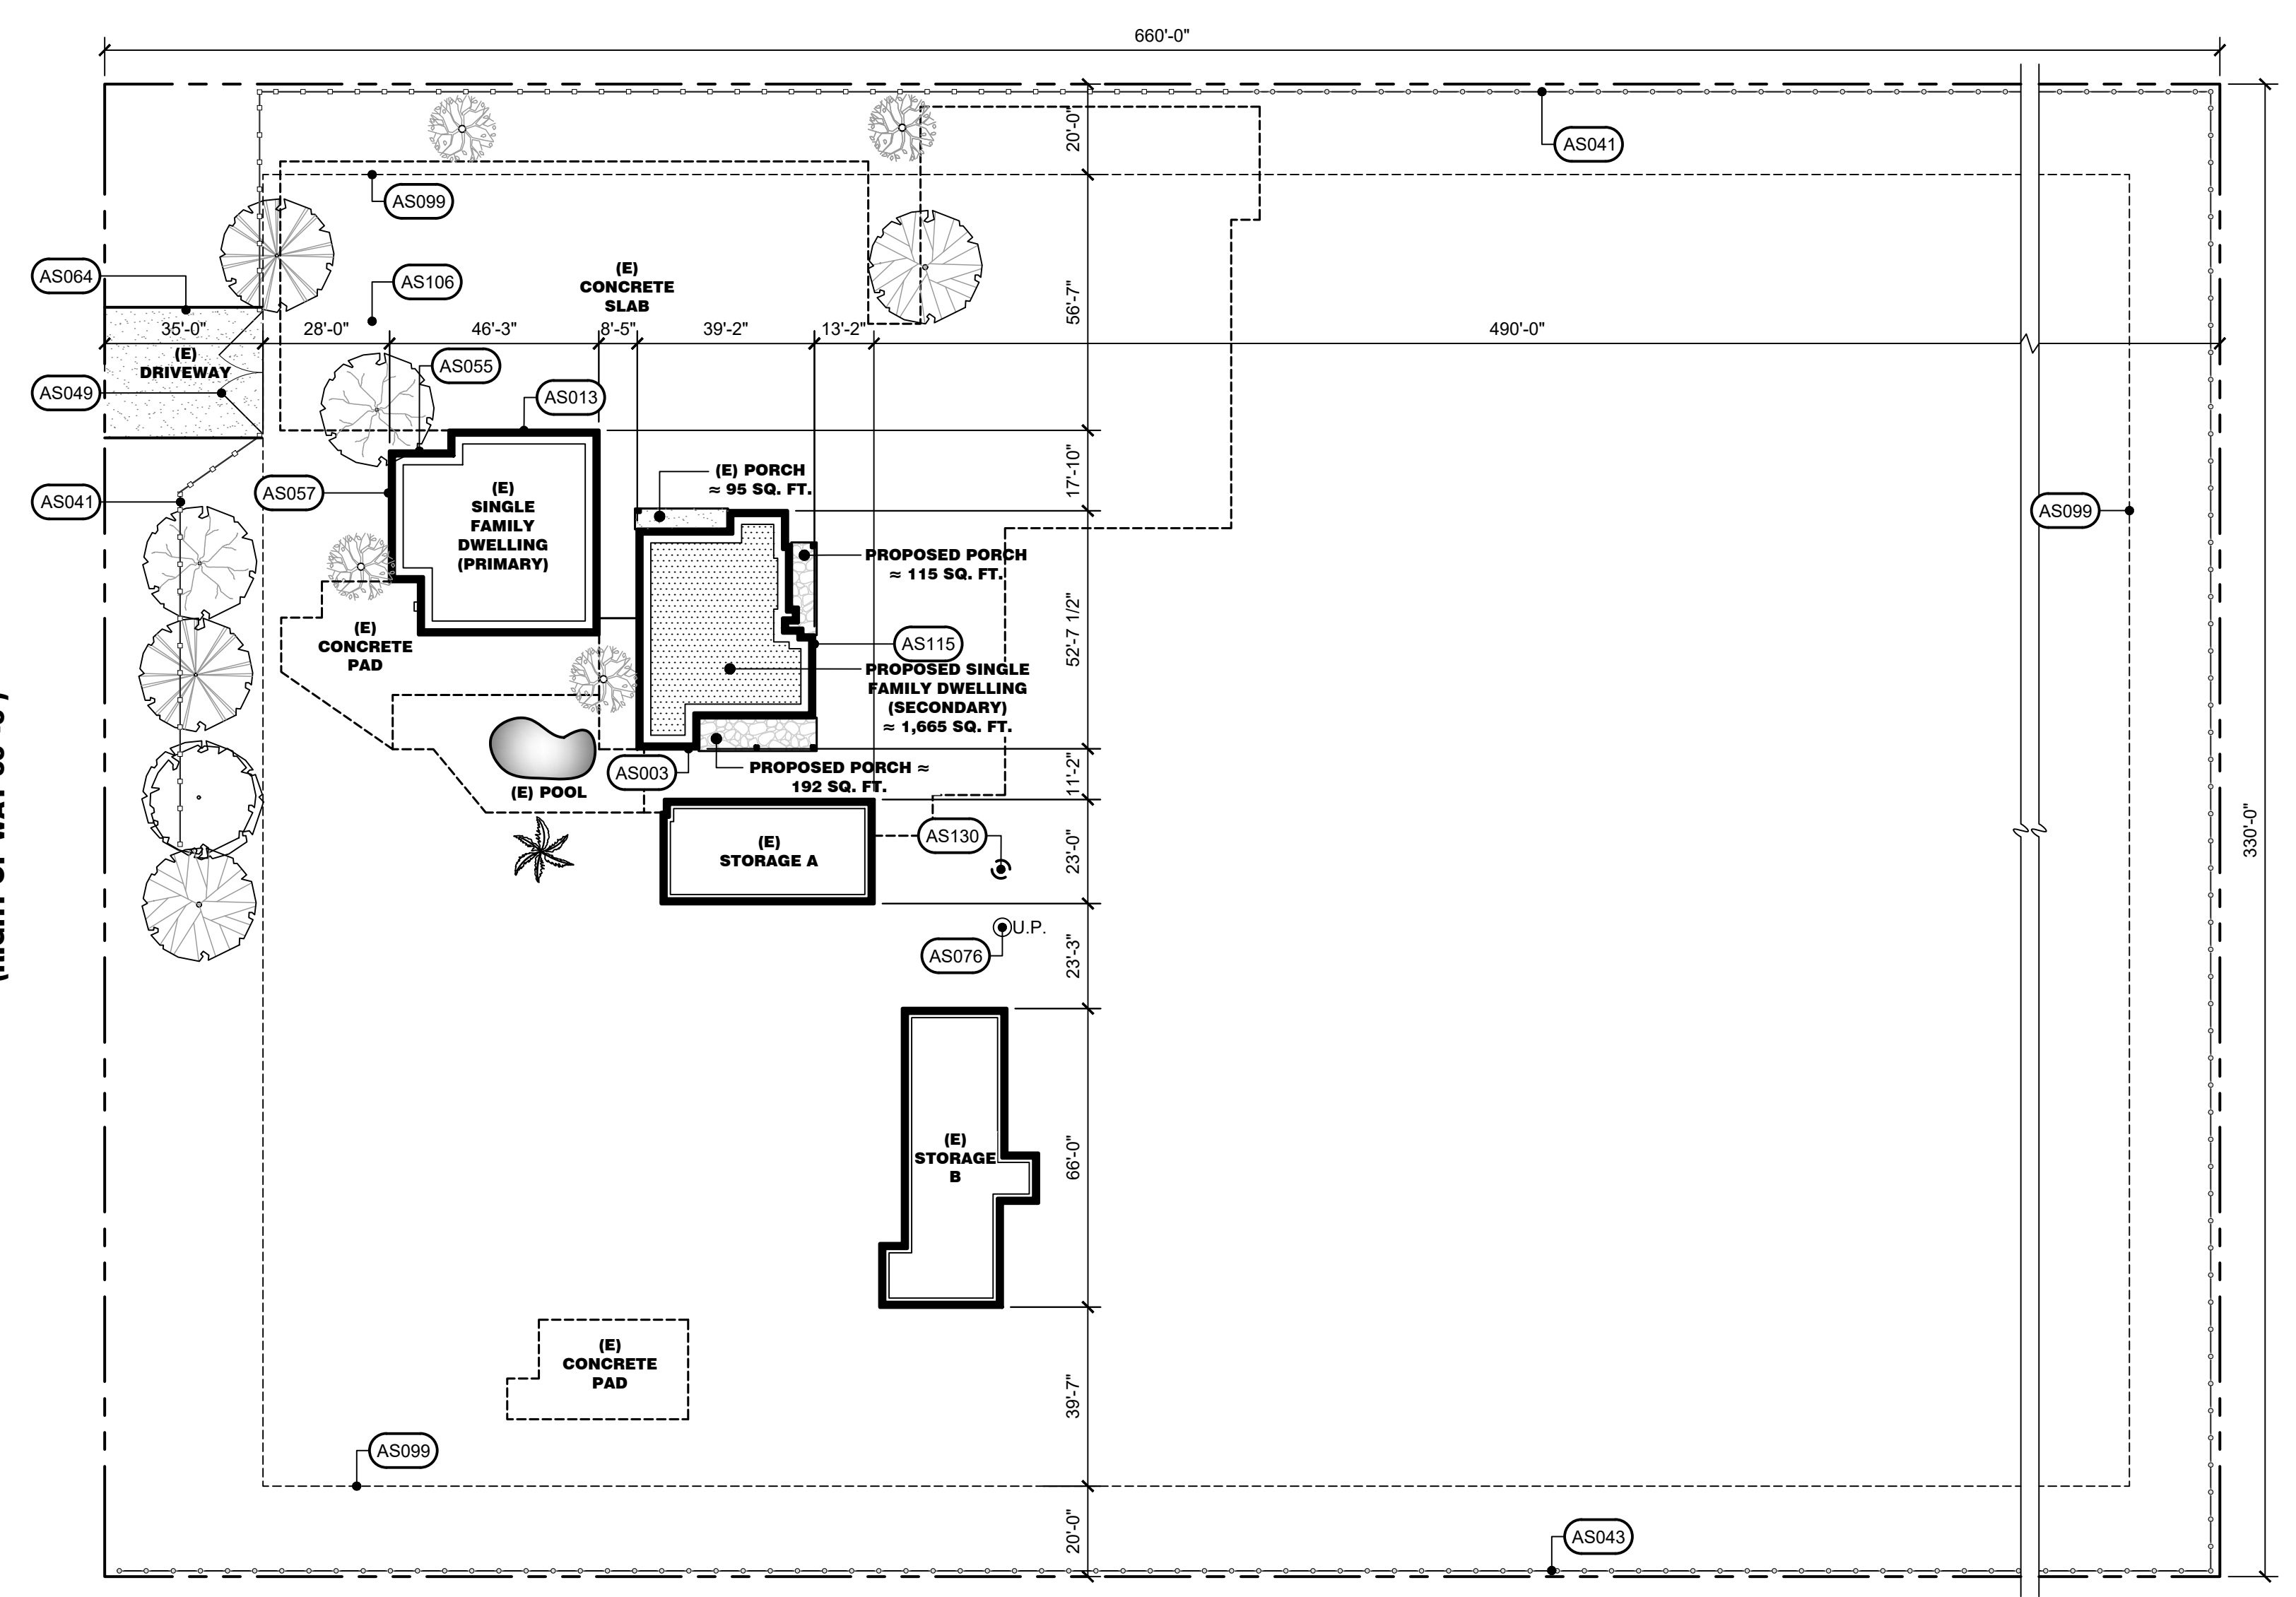 660'-0"
20'-0"
AS041
AS099
AS064
AS106
(E)
CONCRETE
SLAB
56'-7"
35'-0"
28'-0"
46'-3"
8'-5"
39'-2"
13'-2"
490'-0"
(E)
DRIVEWAY
AS049
AS055
AS013
AS041
AS057
(E)
SINGLE
FAMILY
DWELLING
(PRIMARY)
(E) PORCH
≈ 95 SQ. FT.
17'-10"
AS099
PROPOSED PORCH
≈ 115 SQ. FT.
52'-7 1/2"
(E)
CONCRETE
PAD
AS115
PROPOSED SINGLE
FAMILY DWELLING
(SECONDARY)
≈ 1,665 SQ. FT.
AS003
PROPOSED PORCH ≈
192 SQ. FT.
(E) POOL
11'-2"
(E)
STORAGE A
AS130
23'-0"
330'-0"
U.P.
AS076
23'-3"
(E)
STORAGE
B
66'-0"
(E)
CONCRETE
PAD
39'-7"
AS099
20'-0"
AS043